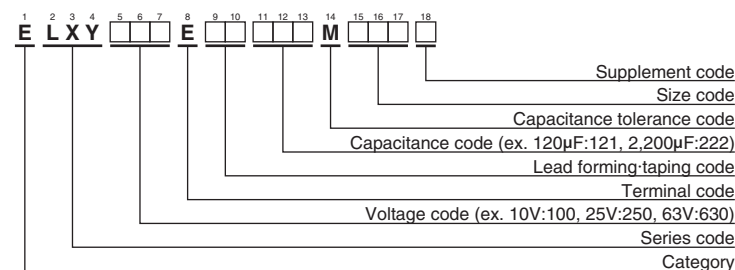 1 2 3 4 5 6 7 8 9 10 11 12 13 14 15 16 17 18
E L X Y □□□ E □□ □□□ M □□□ □
Supplement code
Size code
Capacitance tolerance code
Capacitance code (ex. 120μF:121, 2,200μF:222)
Lead forming·taping code
Terminal code
Voltage code (ex. 10V:100, 25V:250, 63V:630)
Series code
Category